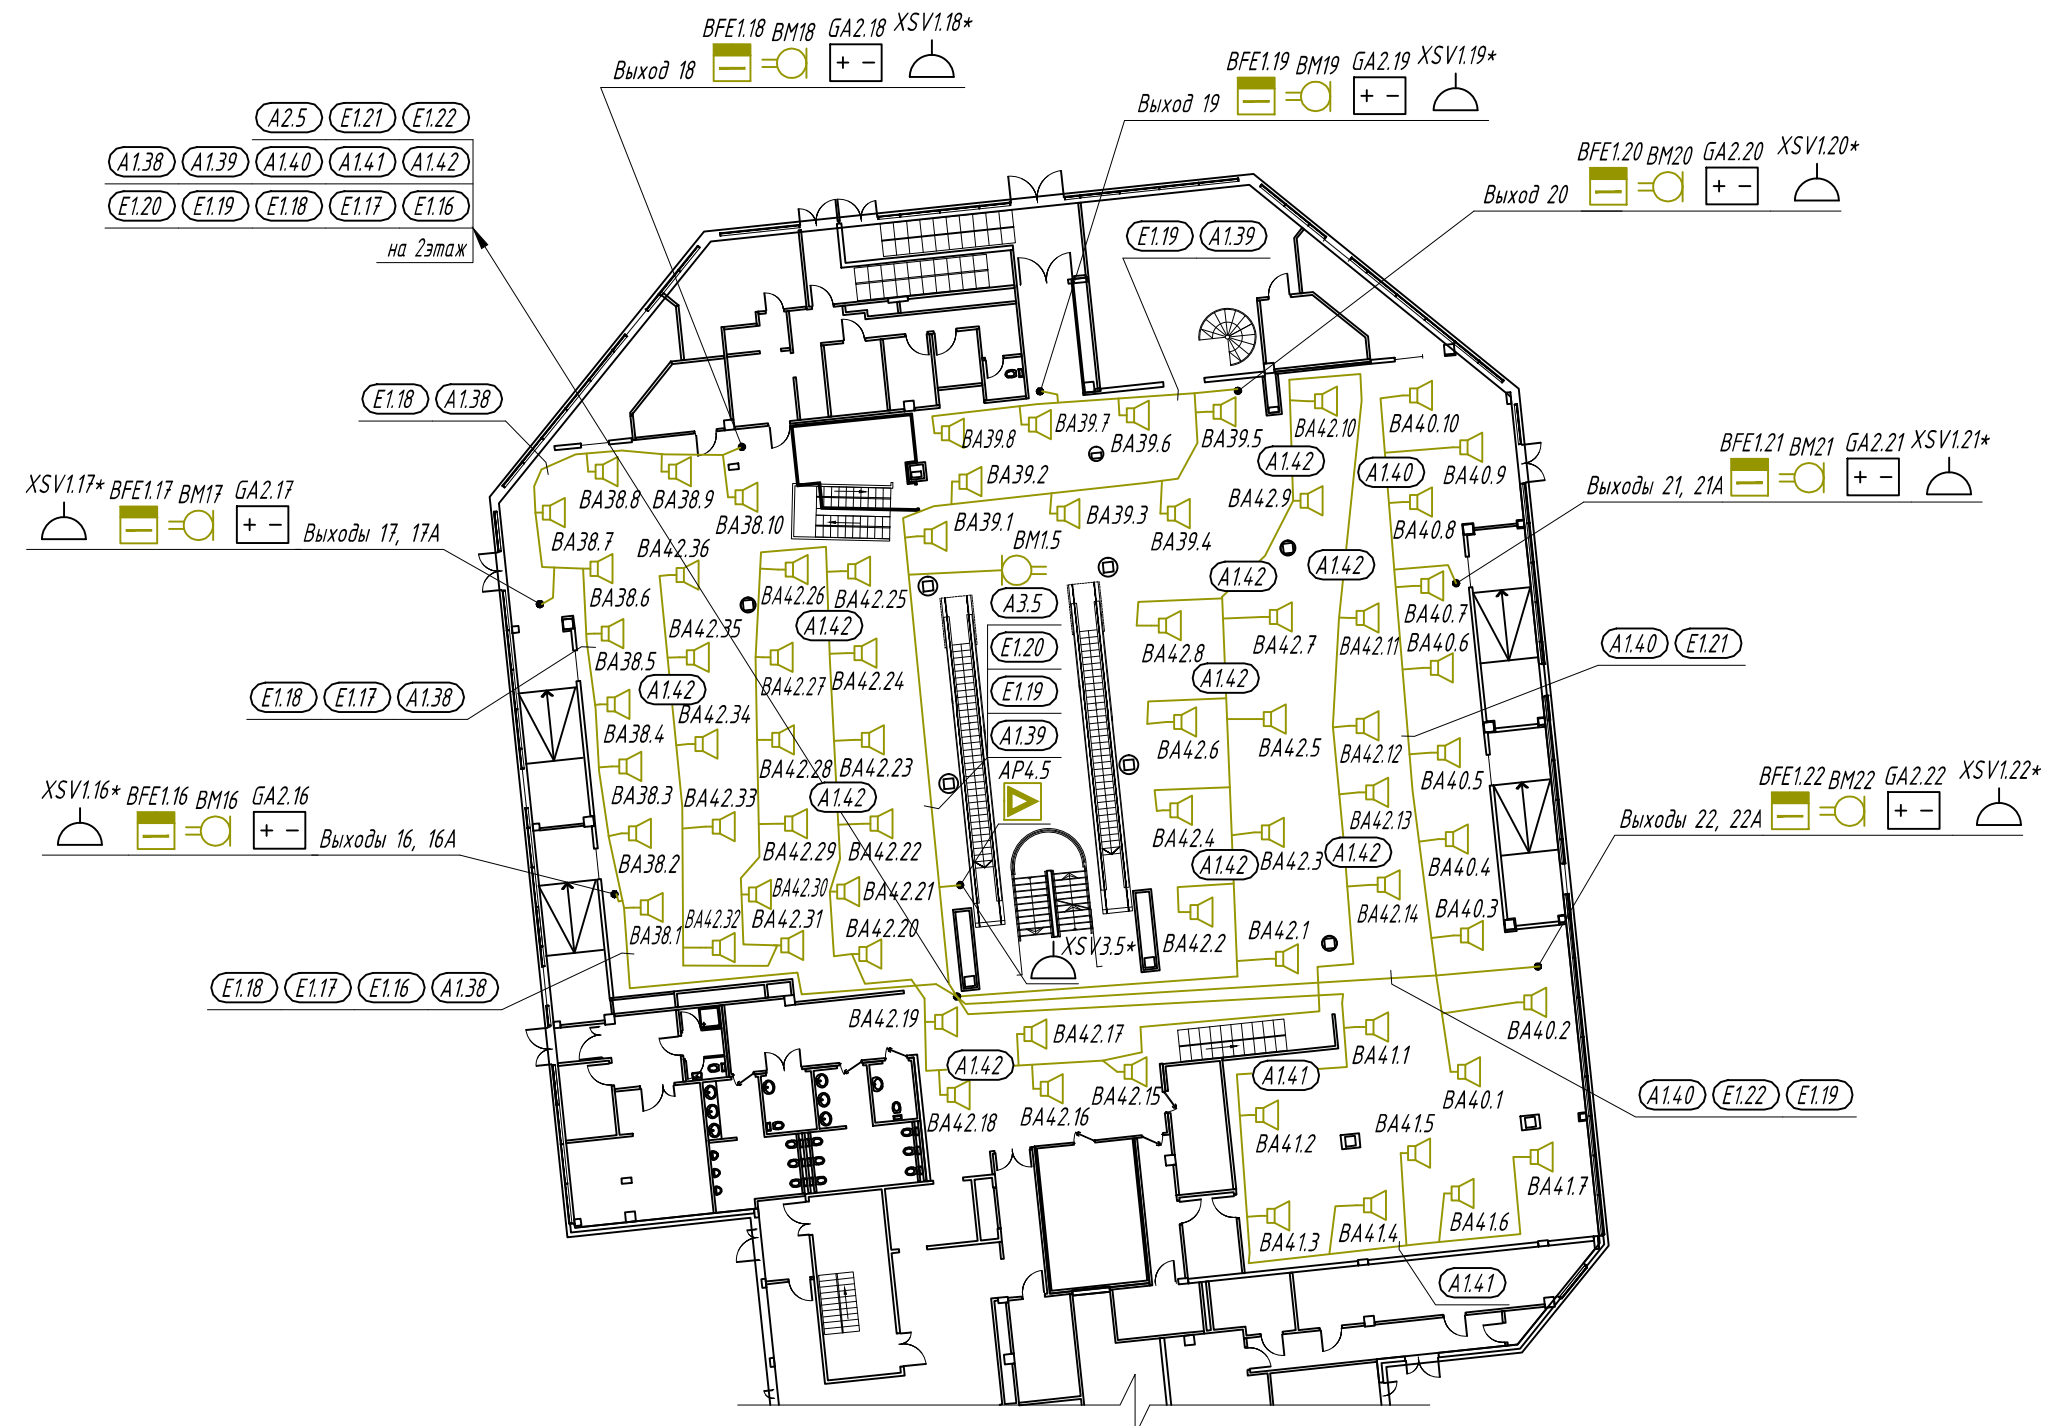 BFE1.18 BM18 GA2.18 XSV1.18*
Выход 18
BFE1.19 BM19 GA2.19 XSV1.19*
Выход 19
BFE1.20 BM20 GA2.20 XSV1.20*
Выход 20
A2.5 E1.21 E1.22
A1.38 A1.39 A1.40 A1.41 A1.42
E1.20 E1.19 E1.18 E1.17 E1.16
на 2этаж
E1.19 A1.39
E1.18 A1.38
XSV1.17* BFE1.17 BM17 GA2.17
Выходы 17, 17А
BFE1.21 BM21 GA2.21 XSV1.21*
Выходы 21, 21А
E1.18 E1.17 A1.38
A1.40 E1.21
XSV1.16* BFE1.16 BM16 GA2.16
Выходы 16, 16А
BFE1.22 BM22 GA2.22 XSV1.22*
Выходы 22, 22А
E1.18 E1.17 E1.16 A1.38
A1.40 E1.22 E1.19
BA38.8
BA38.9
BA38.10
BA38.7
BA38.6
BA38.5
BA38.4
BA38.3
BA38.2
BA38.1
BA39.8
BA39.7
BA39.6
BA39.5
BA39.2
BA39.1
BA39.3
BA39.4
BM1.5
A3.5
E1.20
E1.19
A1.39
AP4.5
XSV3.5*
BA42.36
BA42.35
A1.42
BA42.34
BA42.33
BA42.32
BA42.26
BA42.25
A1.42
BA42.27
BA42.24
BA42.28
BA42.23
A1.42
BA42.29
BA42.22
BA42.30
BA42.21
BA42.31
BA42.20
BA42.10
A1.42
BA42.9
A1.42
A1.42
BA42.8
BA42.7
BA42.11
A1.42
BA42.6
BA42.5
BA42.12
BA42.4
BA42.3
BA42.13
A1.42
A1.42
BA42.14
BA42.2
BA42.1
BA40.10
A1.40
BA40.9
BA40.8
BA40.7
BA40.6
BA40.5
BA40.4
BA40.3
BA40.2
BA40.1
BA42.19
BA42.17
A1.42
BA42.18
BA42.16
BA42.15
BA41.1
A1.41
BA41.2
BA41.5
BA41.3
BA41.4
BA41.6
BA41.7
A1.41